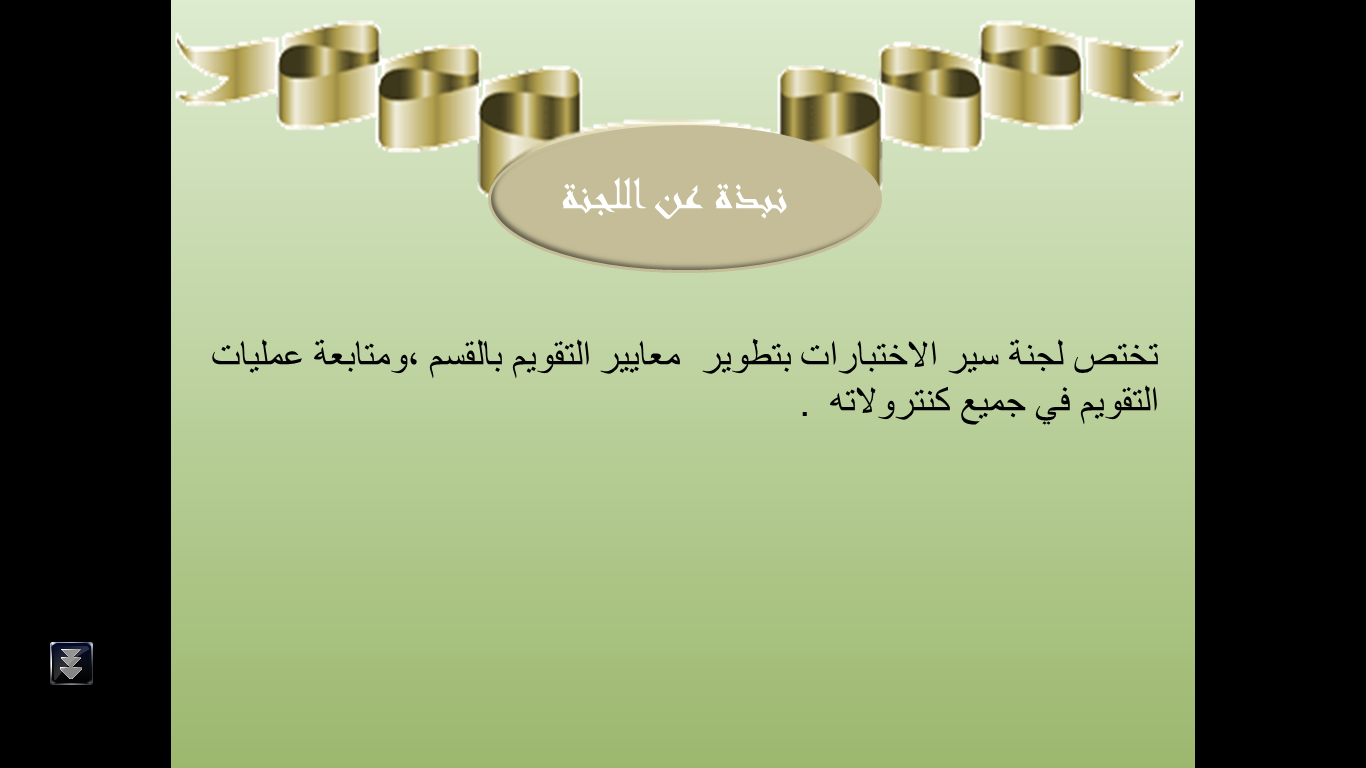 نبذة عن اللجنة
تختص لجنة سير الاختبارات بتطوير معايير التقويم بالقسم ،ومتابعة عمليات
التقويم في جميع كنترولاته .